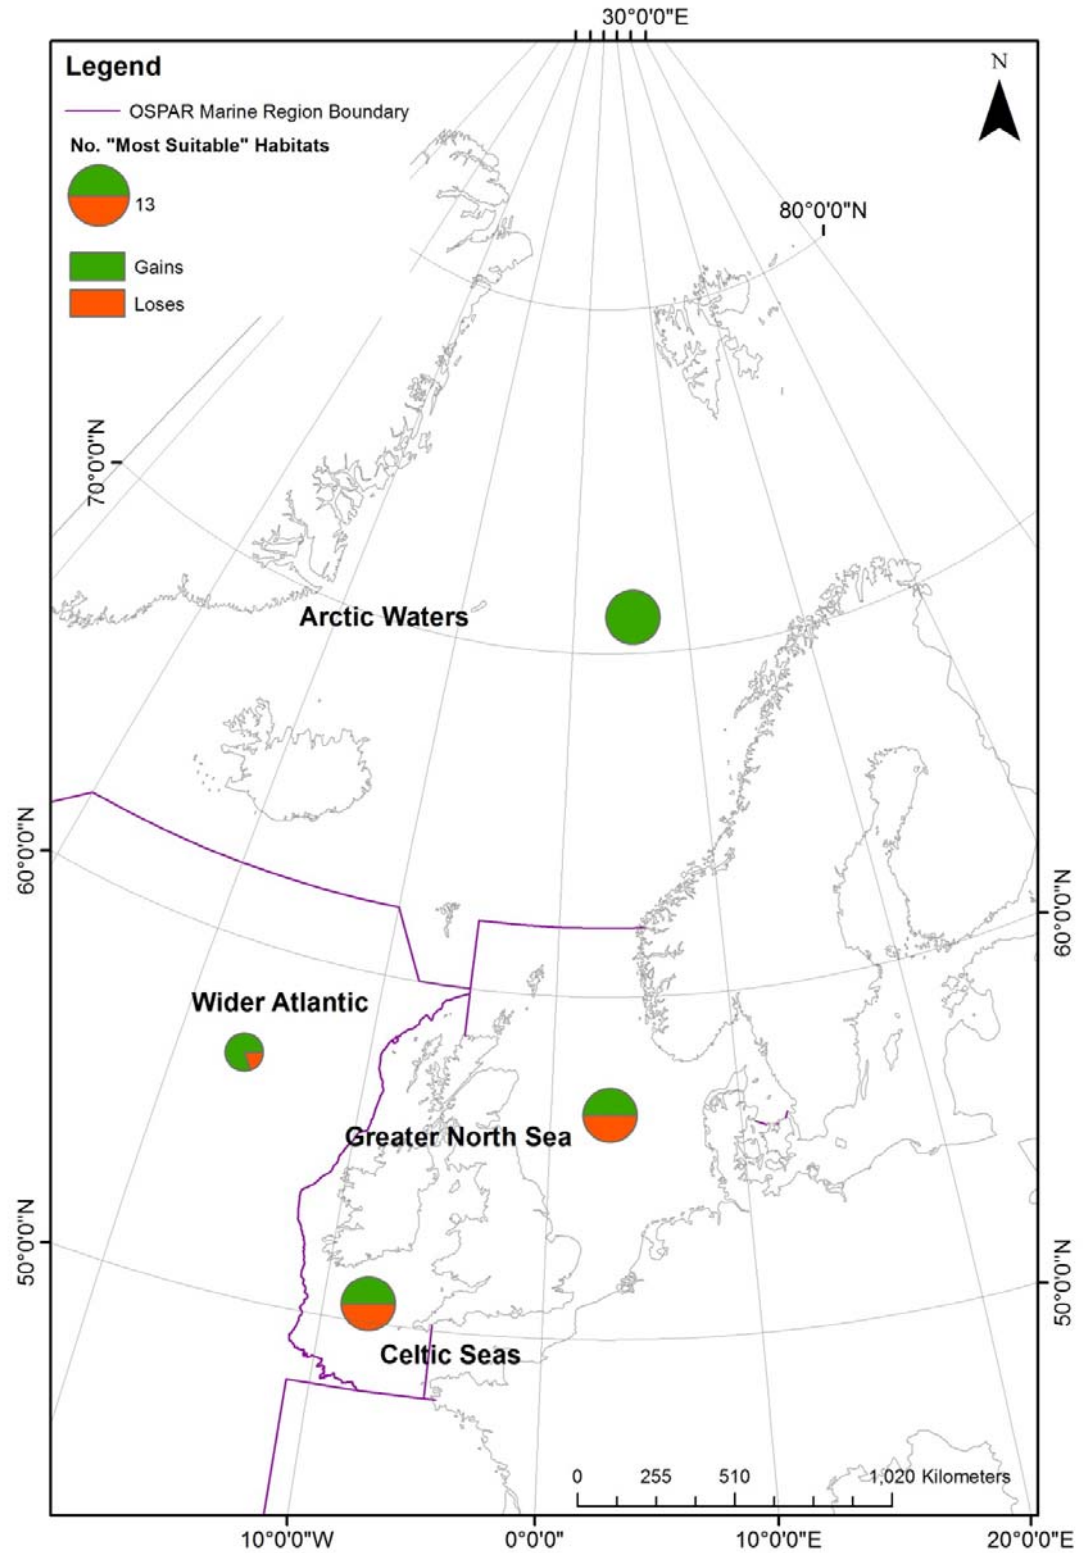 30°0'0"E
Legend
N
OSPAR Marine Region Boundary
No. "Most Suitable" Habitats
13
80°0'0"N
Gains
Loses
70°0'0"N
Arctic Waters
60°0'0"N
60°0'0"N
Wider Atlantic
Greater North Sea
50°0'0"N
50°0'0"N
Celtic Seas
0 255 510 1,020 Kilometers
10°0'0"W 0°0'0" 10°0'0"E 20°0'0"E